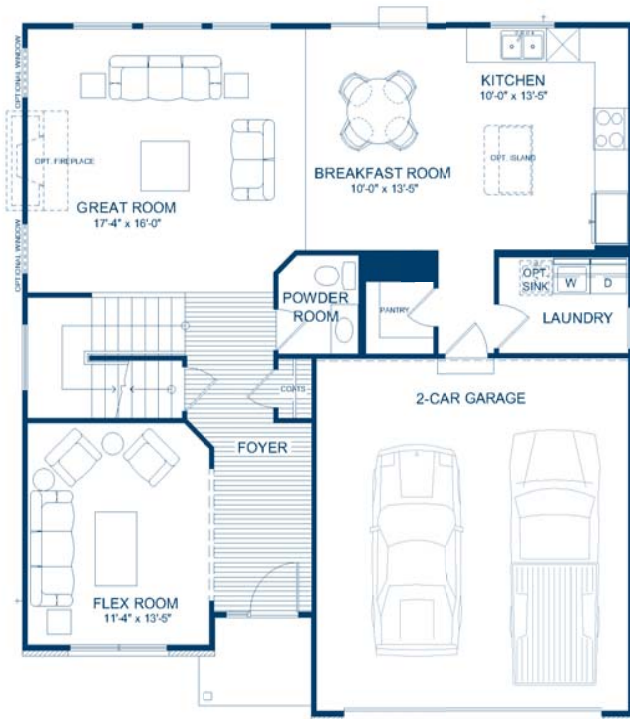 OPTIONAL WINDOW
KITCHEN
10'-0" x 13'-5"
OPT. FIREPLACE
OPT. ISLAND
BREAKFAST ROOM
10'-0" x 13'-5"
GREAT ROOM
17'-4" x 16'-0"
OPTIONAL WINDOW
OPT.
SINK
W
D
POWDER
ROOM
PANTRY
LAUNDRY
COATS
2-CAR GARAGE
FOYER
FLEX ROOM
11'-4" x 13'-5"